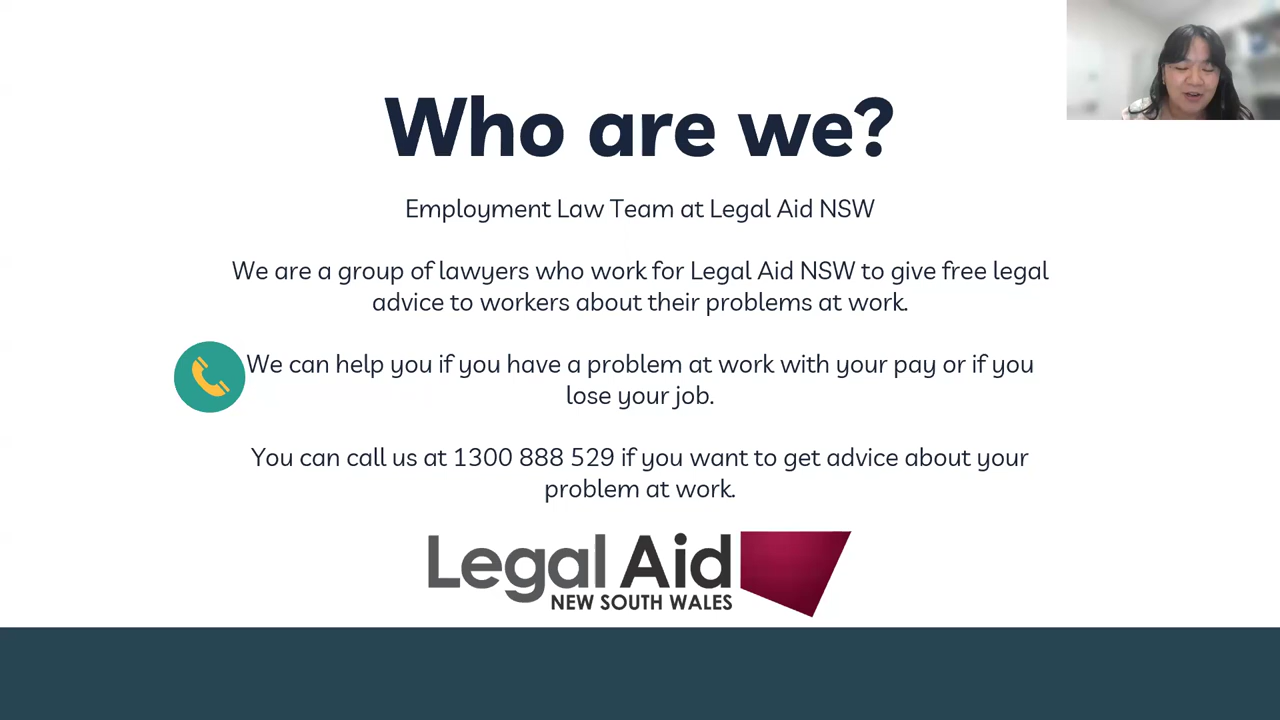 Who are we?
Employment Law Team at Legal Aid NSW
We are a group of lawyers who work for Legal Aid NSW to give free legal
advice to workers about their problems at work.
We can help you if you have a problem at work with your pay or if you
lose your job.
You can call us at 1300 888 529 if you want to get advice about your
problem at work.
Legal Aid
NEW SOUTH WALES